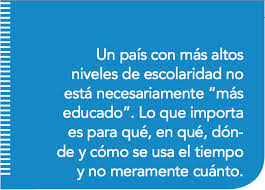 Un país con más altos
niveles de escolaridad no
está necesariamente “más
educado”. Lo que importa
es para qué, en qué, dón-
de y cómo se usa el tiempo
y no meramente cuánto.